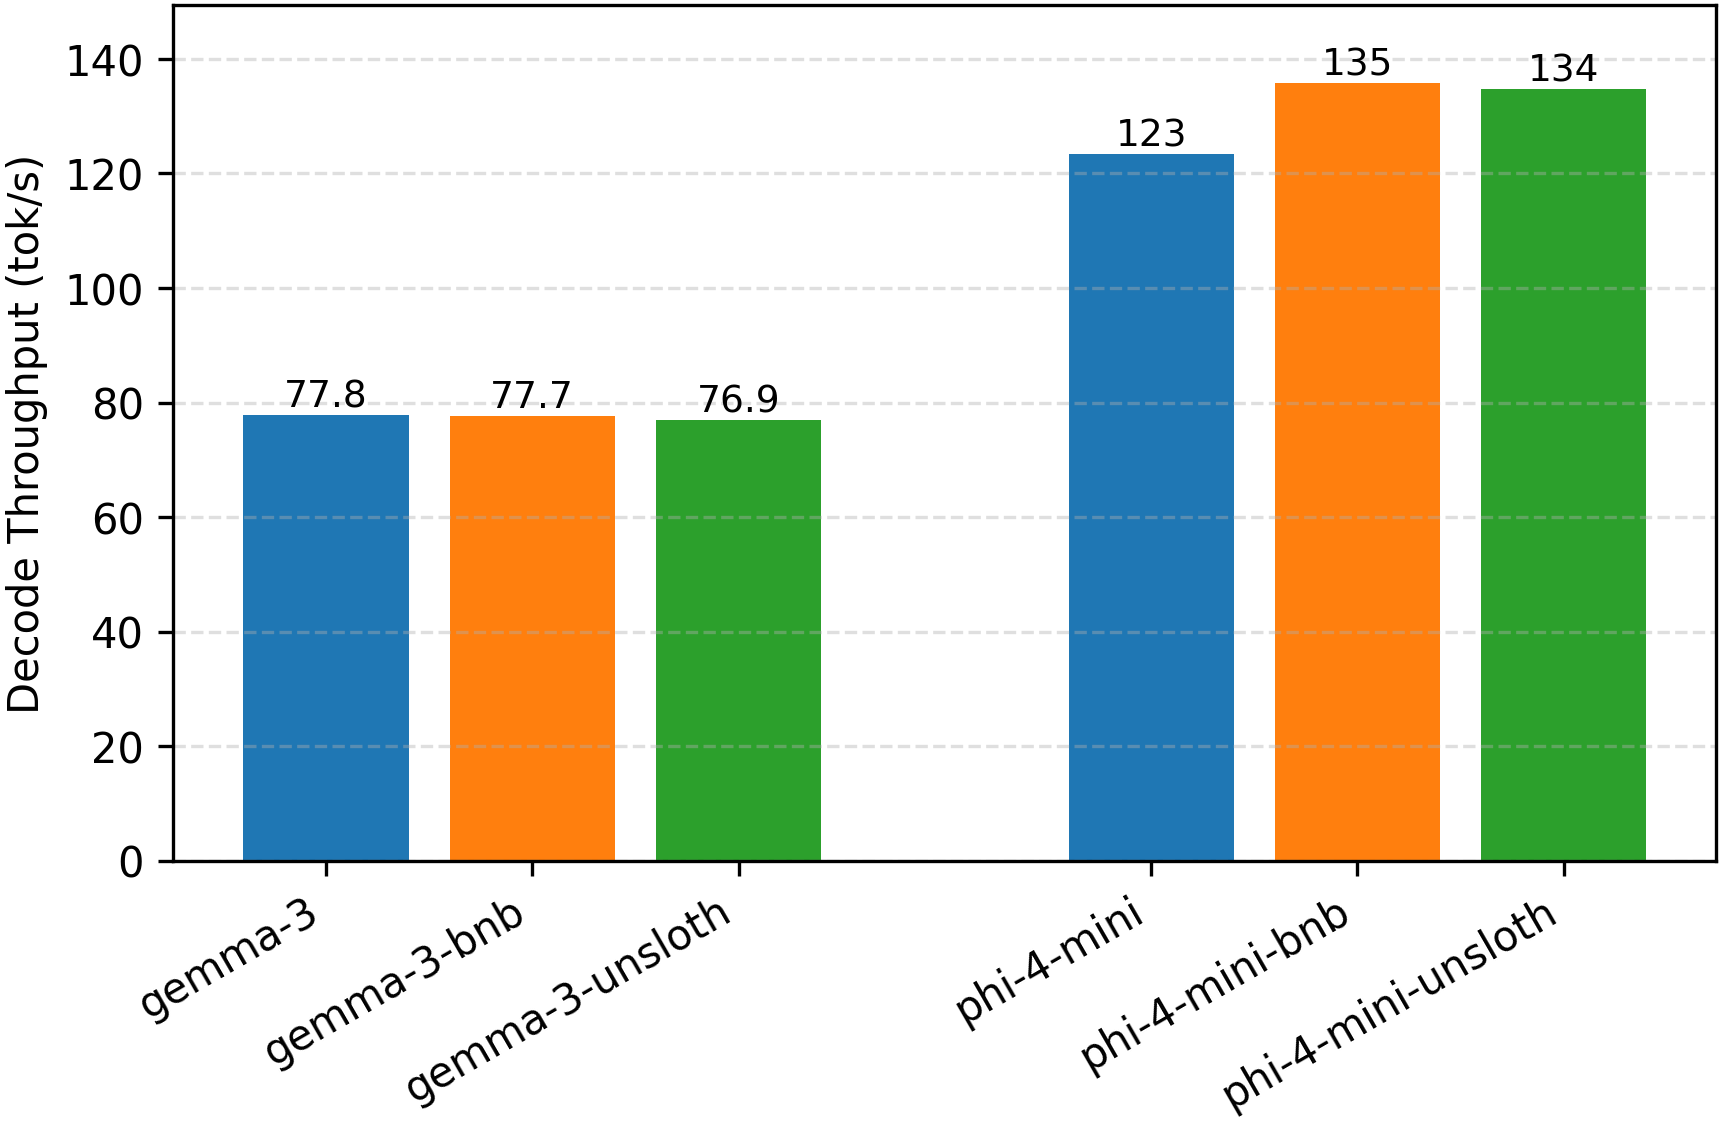 Decode Throughput (tok/s)
140
120
100
80
60
40
20
0
77.8
77.7
76.9
123
135
134
gemma-3
gemma-3-bnb
gemma-3-unsloth
phi-4-mini
phi-4-mini-bnb
phi-4-mini-unsloth